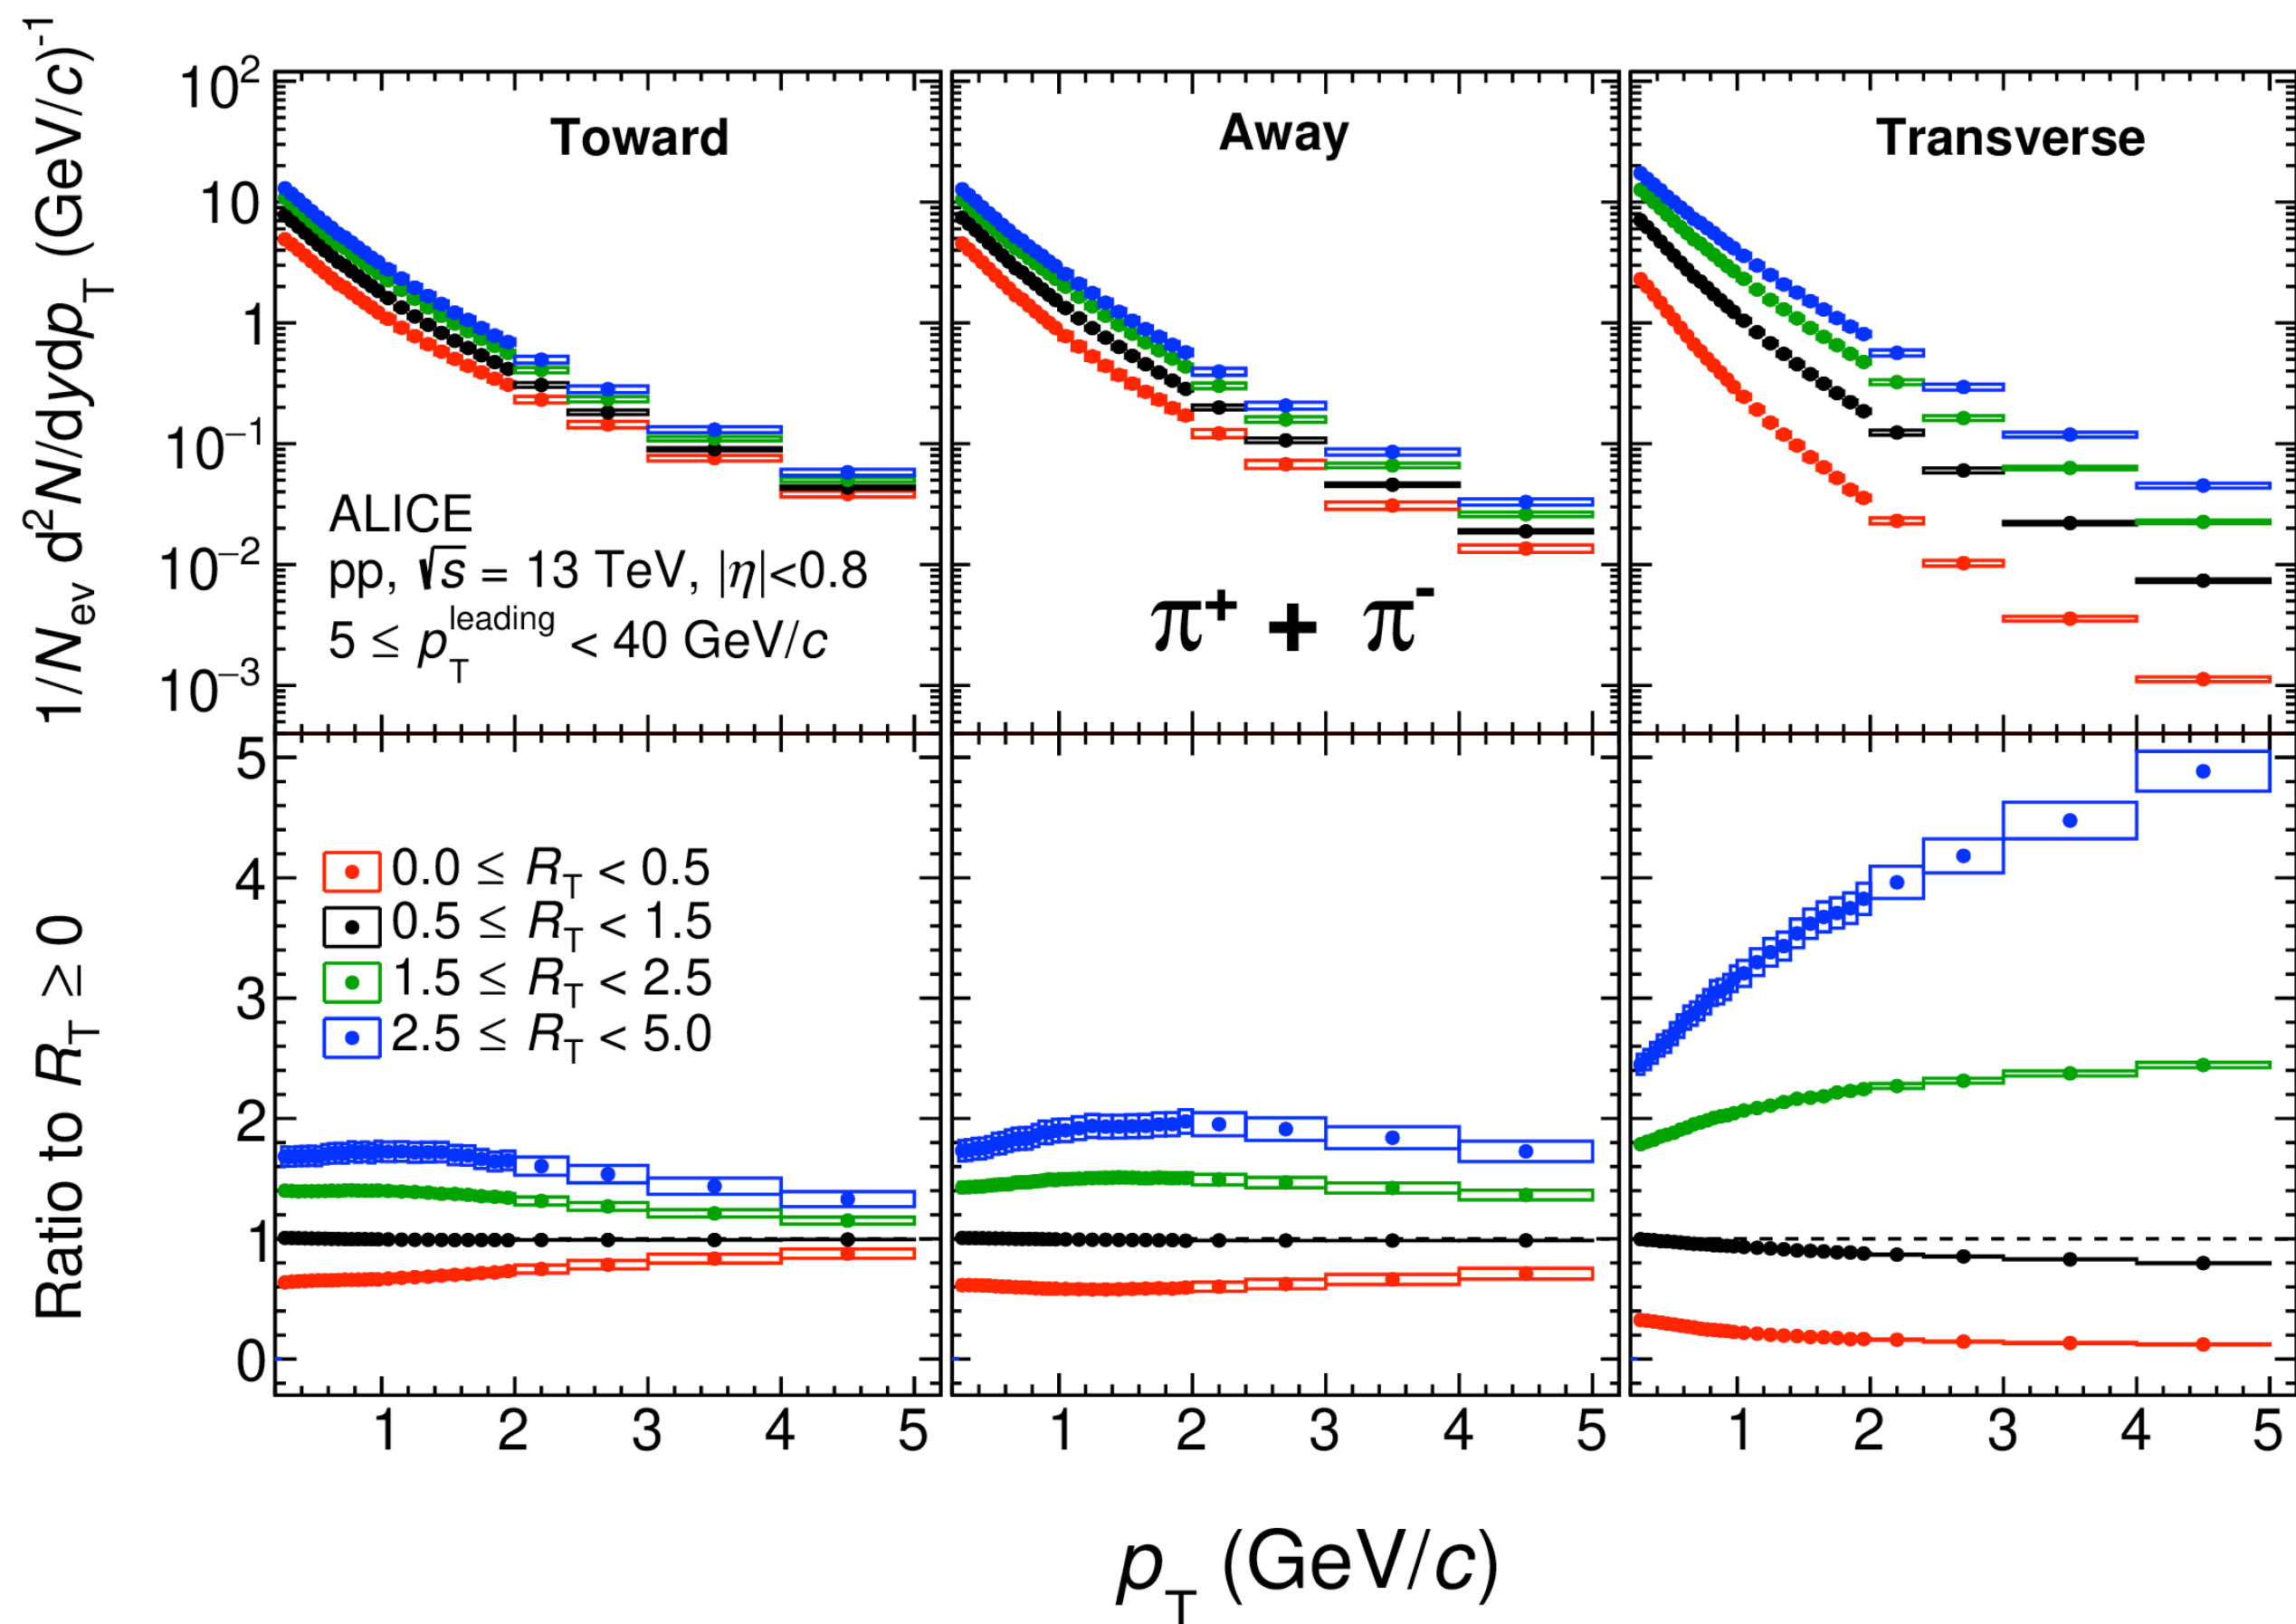 1/N_ev d²N/dydp_T (GeV/c)⁻¹
10²
10
1
10⁻¹
10⁻²
10⁻³
Toward
Away
Transverse
ALICE
pp, √s = 13 TeV, |η|<0.8
5 ≤ p_T^leading < 40 GeV/c
π⁺ + π⁻
Ratio to R_T ≥ 0
5
4
3
2
1
0
0.0 ≤ R_T < 0.5
0.5 ≤ R_T < 1.5
1.5 ≤ R_T < 2.5
2.5 ≤ R_T < 5.0
1 2 3 4 5 1 2 3 4 5 1 2 3 4 5
p_T (GeV/c)